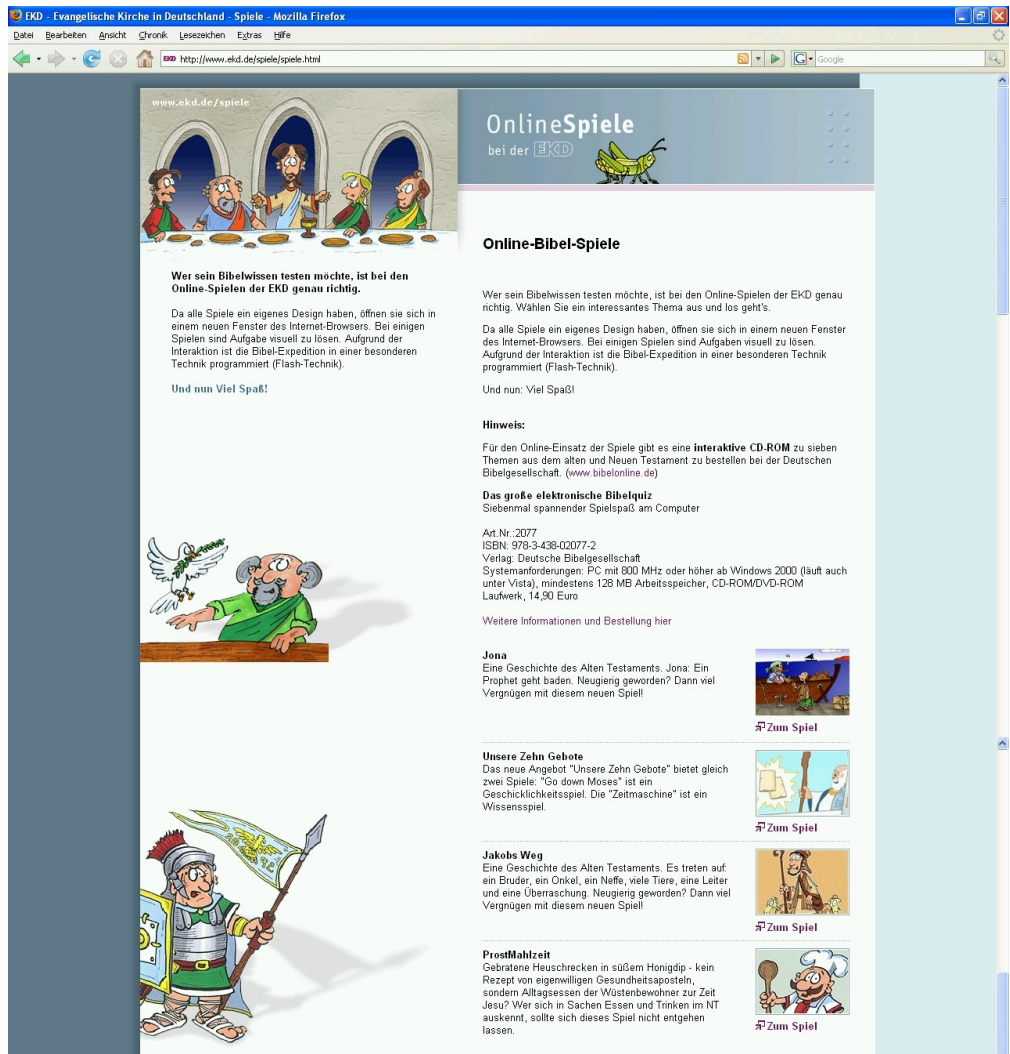 EKD - Evangelische Kirche in Deutschland - Spiele - Mozilla Firefox
Datei Bearbeiten Ansicht Chronik Lesezeichen Extras Hilfe
EKD http://www.ekd.de/spiele/spiele.html
G Google
www.ekd.de/spiele
OnlineSpiele
bei der EKD
Wer sein Bibelwissen testen möchte, ist bei den
Online-Spielen der EKD genau richtig.
Da alle Spiele ein eigenes Design haben, öffnen sie sich in
einem neuen Fenster des Internet-Browsers. Bei einigen
Spielen sind Aufgabe visuell zu lösen. Aufgrund der
Interaktion ist die Bibel-Expedition in einer besonderen
Technik programmiert (Flash-Technik).
Und nun Viel Spaß!
Online-Bibel-Spiele
Wer sein Bibelwissen testen möchte, ist bei den Online-Spielen der EKD genau
richtig. Wählen Sie ein interessantes Thema aus und los geht's.
Da alle Spiele ein eigenes Design haben, öffnen sie sich in einem neuen Fenster
des Internet-Browsers. Bei einigen Spielen sind Aufgaben visuell zu lösen.
Aufgrund der Interaktion ist die Bibel-Expedition in einer besonderen Technik
programmiert (Flash-Technik).
Und nun: Viel Spaß!
Hinweis:
Für den Online-Einsatz der Spiele gibt es eine interaktive CD-ROM zu sieben
Themen aus dem alten und Neuen Testament zu bestellen bei der Deutschen
Bibelgesellschaft. (www.bibelonline.de)
Das große elektronische Bibelquiz
Siebenmal spannender Spielspaß am Computer
Art.Nr.:2077
ISBN: 978-3-438-02077-2
Verlag: Deutsche Bibelgesellschaft
Systemanforderungen: PC mit 800 MHz oder höher ab Windows 2000 (läuft auch
unter Vista), mindestens 128 MB Arbeitsspeicher, CD-ROM/DVD-ROM
Laufwerk, 14,90 Euro
Weitere Informationen und Bestellung hier
Jona
Eine Geschichte des Alten Testaments. Jona: Ein
Prophet geht baden. Neugierig geworden? Dann viel
Vergnügen mit diesem neuen Spiel!
Zum Spiel
Unsere Zehn Gebote
Das neue Angebot "Unsere Zehn Gebote" bietet gleich
zwei Spiele: "Go down Moses" ist ein
Geschicklichkeitsspiel. Die "Zeitmaschine" ist ein
Wissensspiel.
Zum Spiel
Jakobs Weg
Eine Geschichte des Alten Testaments. Es treten auf:
ein Bruder, ein Onkel, ein Neffe, viele Tiere, eine Leiter
und eine Überraschung. Neugierig geworden? Dann viel
Vergnügen mit diesem neuen Spiel!
Zum Spiel
ProstMahlzeit
Gebratene Heuschrecken in süßem Honigdip - kein
Rezept von eigenwilligen Gesundheitsaposteln,
sondern Alltagsessen der Wüstenbewohner zur Zeit
Jesu? Wer sich in Sachen Essen und Trinken im NT
auskennt, sollte sich dieses Spiel nicht entgehen
lassen.
Zum Spiel